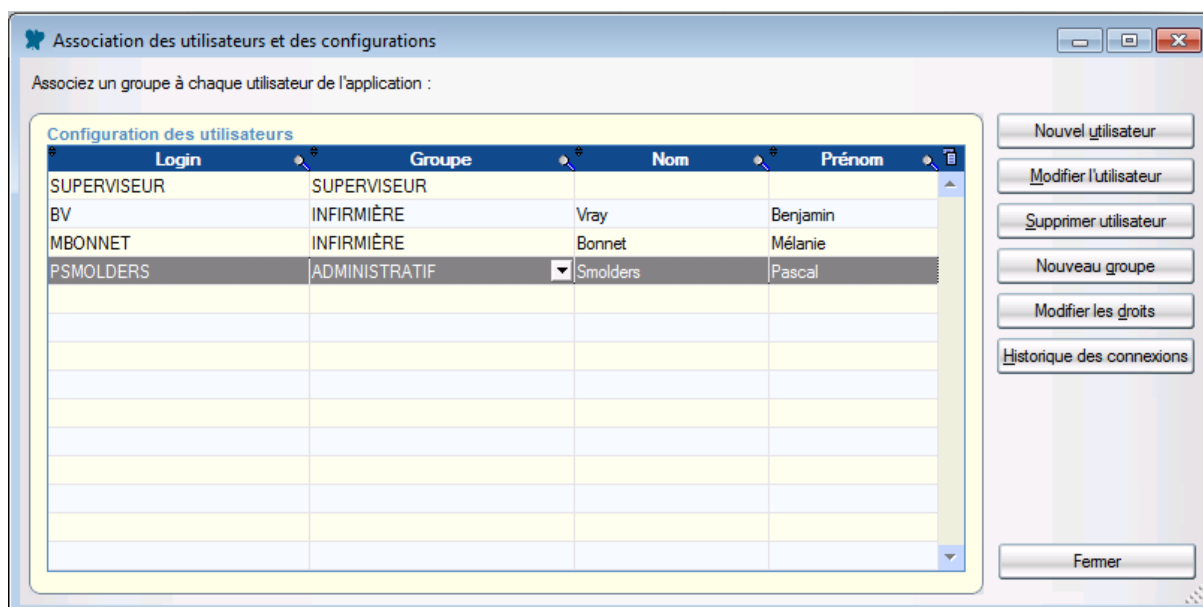 Association des utilisateurs et des configurations
Associez un groupe à chaque utilisateur de l'application :
Configuration des utilisateurs
Login Groupe Nom Prénom
SUPERVISEUR SUPERVISEUR
BV INFIRMIÈRE Vray Benjamin
MBONNET INFIRMIÈRE Bonnet Mélanie
PSMOLDERS ADMINISTRATIF Smolders Pascal
Nouvel utilisateur
Modifier l'utilisateur
Supprimer utilisateur
Nouveau groupe
Modifier les droits
Historique des connexions
Fermer